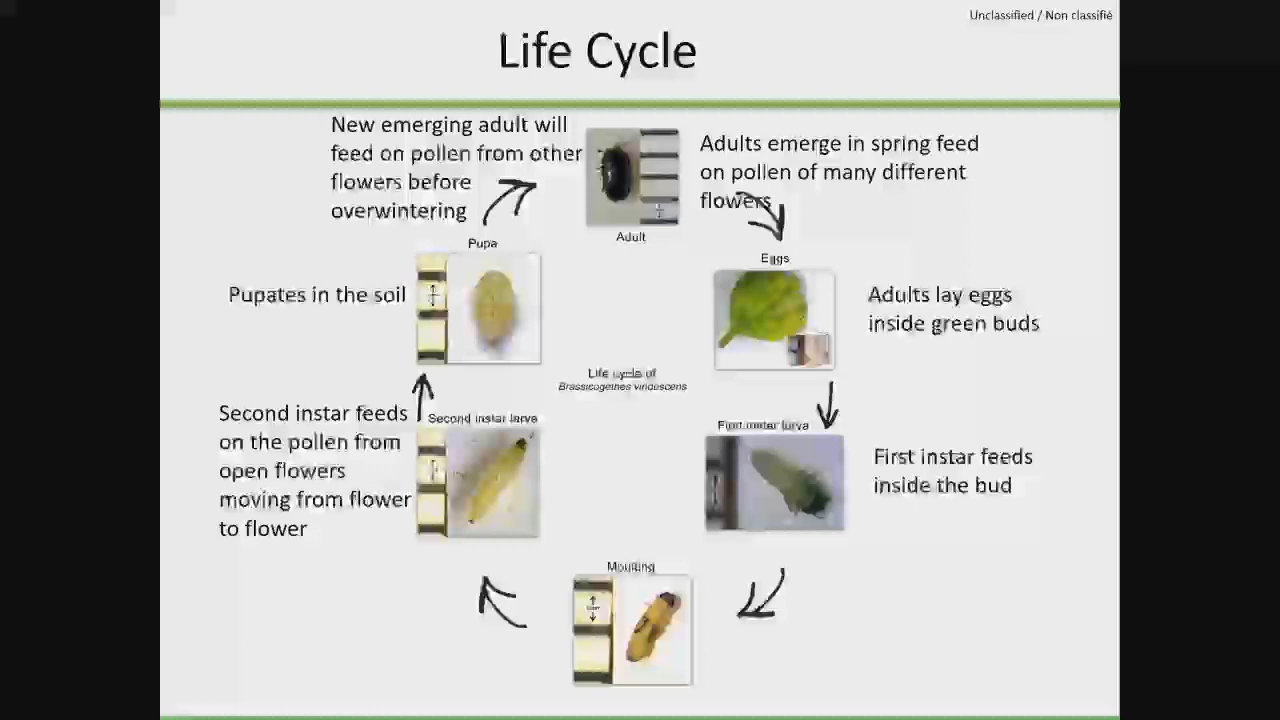 Unclassified / Non classifié
Life Cycle
New emerging adult will
feed on pollen from other
flowers before
overwintering
Adults emerge in spring feed
on pollen of many different
flowers
Adult
Pupa
Eggs
Pupates in the soil
Adults lay eggs
inside green buds
Life cycle of
Brassicogethes viridescens
Second instar feeds
on the pollen from
open flowers
moving from flower
to flower
Second instar larva
First instar larva
First instar feeds
inside the bud
Moulting